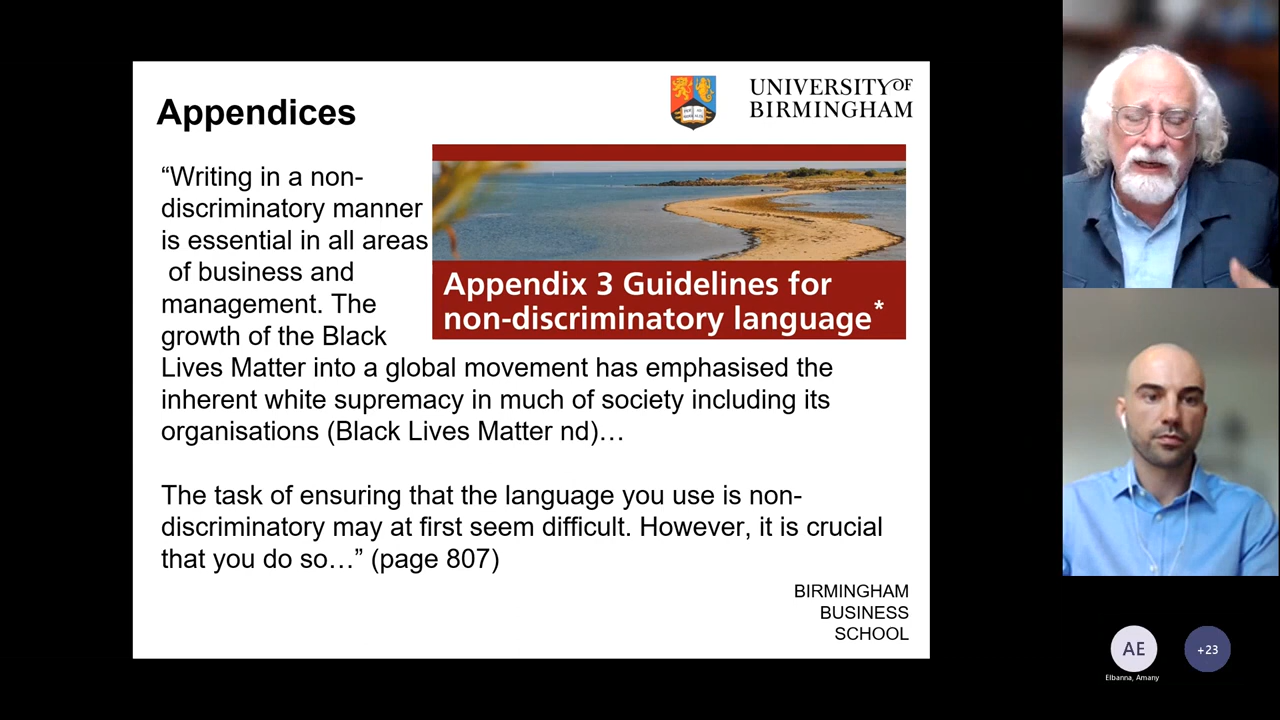 Appendices
UNIVERSITY OF
BIRMINGHAM
“Writing in a non-
discriminatory manner
is essential in all areas
of business and
management. The
growth of the Black
Lives Matter into a global movement has emphasised the
inherent white supremacy in much of society including its
organisations (Black Lives Matter nd)…
Appendix 3 Guidelines for
non-discriminatory language*
The task of ensuring that the language you use is non-
discriminatory may at first seem difficult. However, it is crucial
that you do so…” (page 807)
BIRMINGHAM
BUSINESS
SCHOOL
AE
Elbanna, Amany
+23